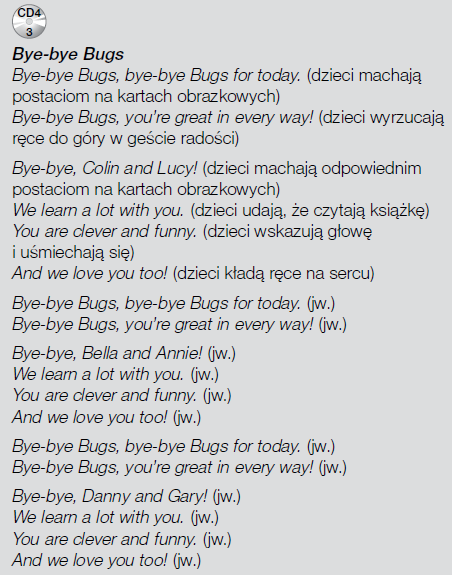 CD4
3
Bye-bye Bugs
Bye-bye Bugs, bye-bye Bugs for today. (dzieci machają
postaciom na kartach obrazkowych)
Bye-bye Bugs, you're great in every way! (dzieci wyrzucają
ręce do góry w geście radości)
Bye-bye, Colin and Lucy! (dzieci machają odpowiednim
postaciom na kartach obrazkowych)
We learn a lot with you. (dzieci udają, że czytają książkę)
You are clever and funny. (dzieci wskazują głowę
i uśmiechają się)
And we love you too! (dzieci kładą ręce na sercu)
Bye-bye Bugs, bye-bye Bugs for today. (jw.)
Bye-bye Bugs, you're great in every way! (jw.)
Bye-bye, Bella and Annie! (jw.)
We learn a lot with you. (jw.)
You are clever and funny. (jw.)
And we love you too! (jw.)
Bye-bye Bugs, bye-bye Bugs for today. (jw.)
Bye-bye Bugs, you're great in every way! (jw.)
Bye-bye, Danny and Gary! (jw.)
We learn a lot with you. (jw.)
You are clever and funny. (jw.)
And we love you too! (jw.)